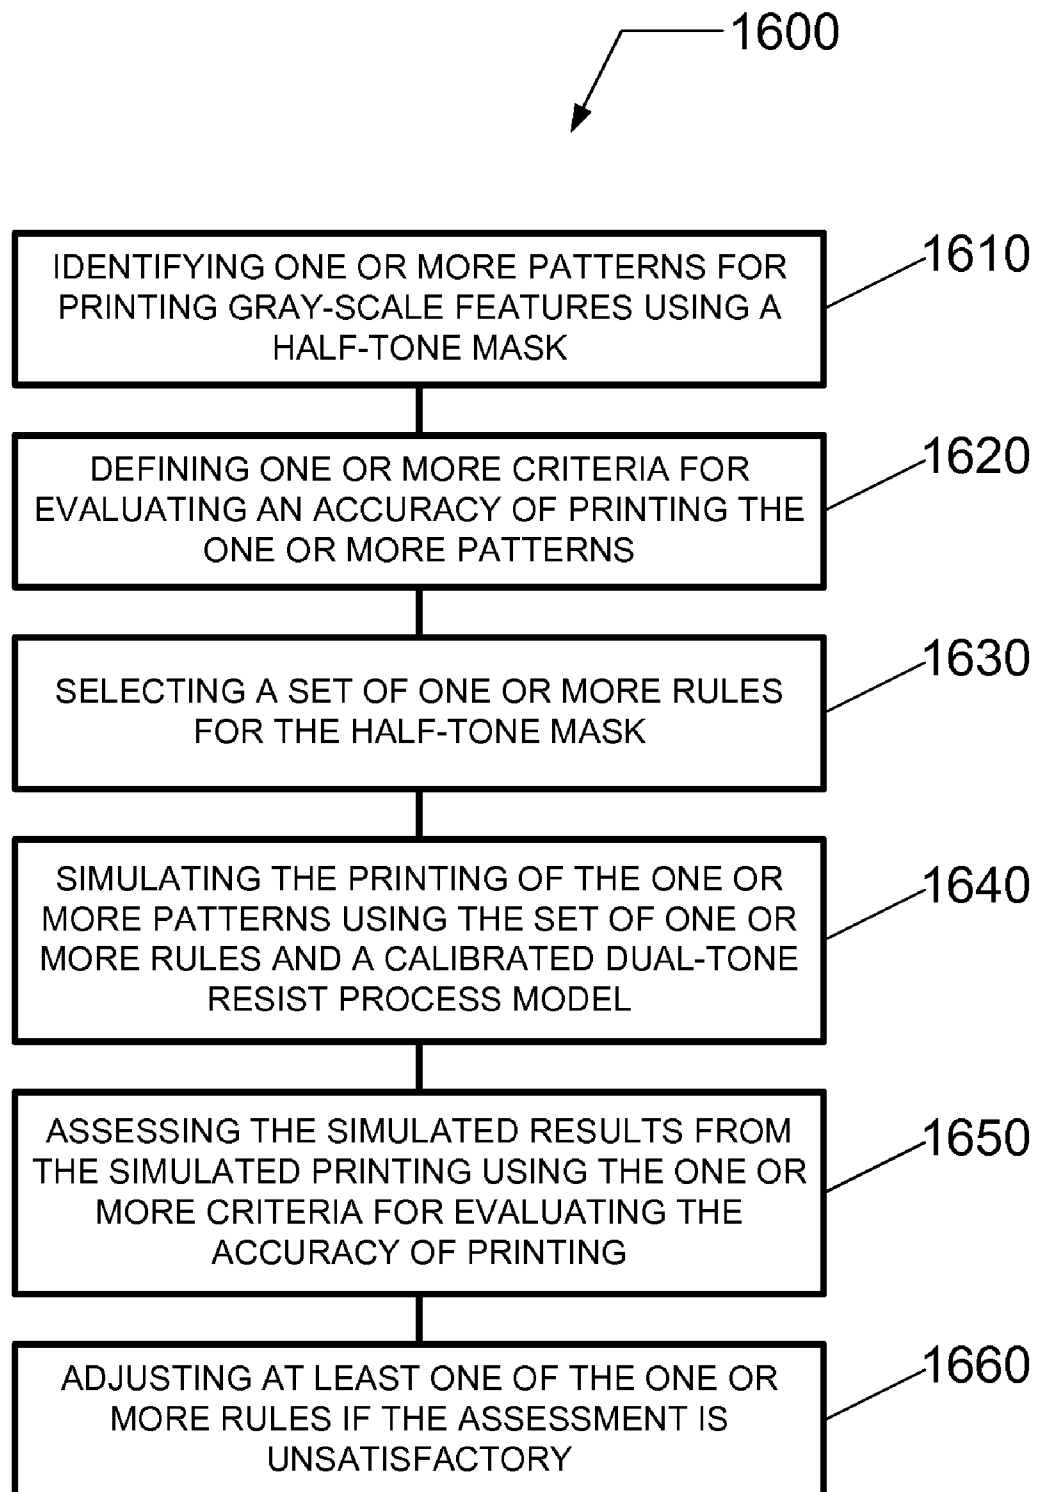 1600
IDENTIFYING ONE OR MORE PATTERNS FOR
PRINTING GRAY-SCALE FEATURES USING A
HALF-TONE MASK
1610
DEFINING ONE OR MORE CRITERIA FOR
EVALUATING AN ACCURACY OF PRINTING THE
ONE OR MORE PATTERNS
1620
SELECTING A SET OF ONE OR MORE RULES
FOR THE HALF-TONE MASK
1630
SIMULATING THE PRINTING OF THE ONE OR
MORE PATTERNS USING THE SET OF ONE OR
MORE RULES AND A CALIBRATED DUAL-TONE
RESIST PROCESS MODEL
1640
ASSESSING THE SIMULATED RESULTS FROM
THE SIMULATED PRINTING USING THE ONE OR
MORE CRITERIA FOR EVALUATING THE
ACCURACY OF PRINTING
1650
ADJUSTING AT LEAST ONE OF THE ONE OR
MORE RULES IF THE ASSESSMENT IS
UNSATISFACTORY
1660